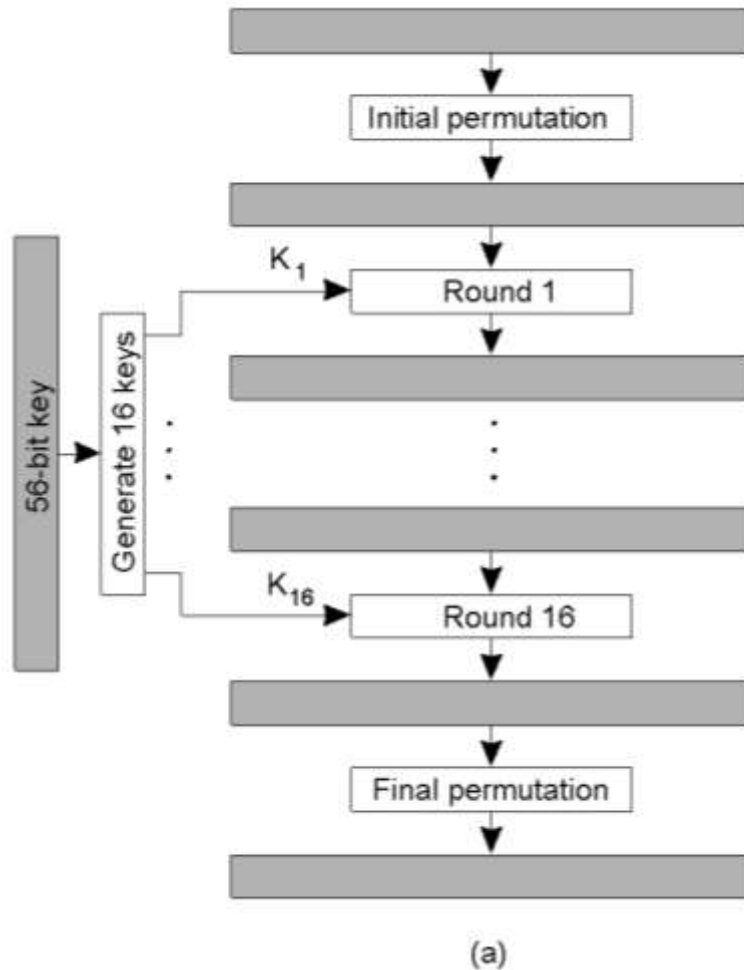 Initial permutation
K1
Round 1
56-bit key
Generate 16 keys
K16
Round 16
Final permutation
(a)